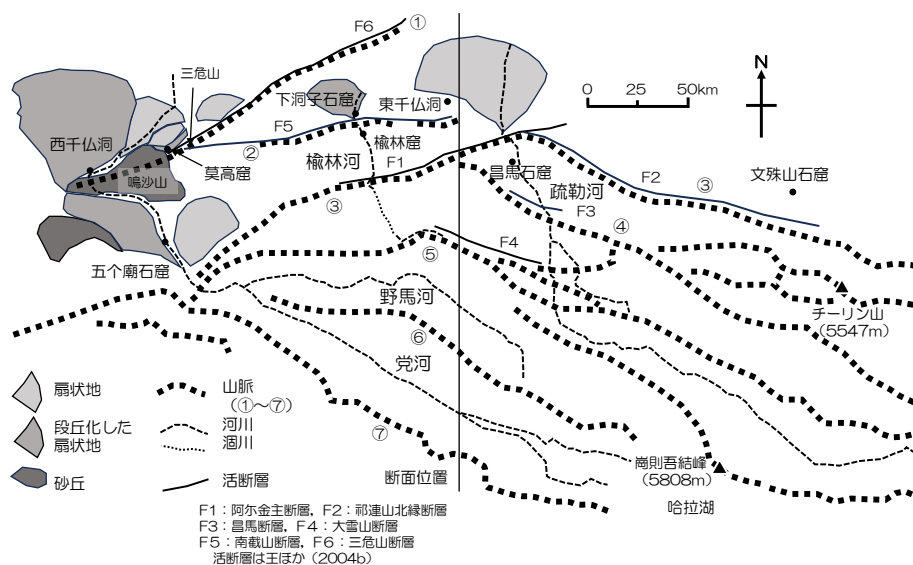 F6
①
三危山
下洞子石窟
東千仏洞
0 25 50km
N
西千仏洞
F5
②
莫高窟
楡林河
楡林窟
F1
鳴沙山
昌馬石窟
疏勒河
F2
③
文殊山石窟
③
F3
④
五个廟石窟
⑤
F4
野馬河
チーリン山
(5547m)
⑥
党河
⑦
扇状地
山脈
(①〜⑦)
段丘化した
扇状地
河川
涸川
砂丘
活断層
断面位置
崗則吾結峰
(5808m)
哈拉湖
F1:阿尔金主断層,F2:祁連山北縁断層
F3:昌馬断層,F4:大雪山断層
F5:南截山断層,F6:三危山断層
活断層は王ほか(2004b)